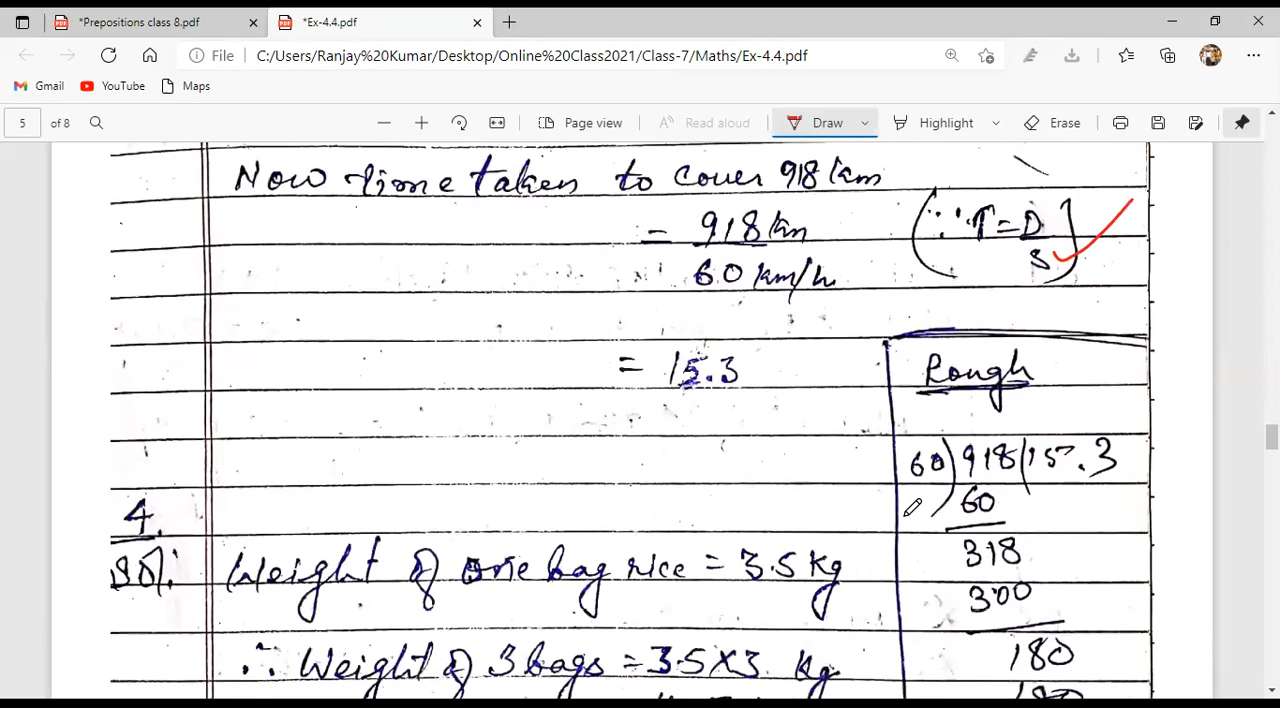 *Prepositions class 8.pdf
*Ex-4.4.pdf
File
C:/Users/Ranjay%20Kumar/Desktop/Online%20Class2021/Class-7/Maths/Ex-4.4.pdf
Gmail
YouTube
Maps
5 of 8
Page view
Read aloud
Draw
Highlight
Erase
Now time taken to cover 918 km
= 918 km
60 km/h
(∵ T = D
S)
= 15.3
Rough
60)918(15.3
60
318
300
180
180
4.
Sol:
Weight of one bag rice = 3.5 kg
∴ Weight of 3 bags = 3.5 X 3 kg